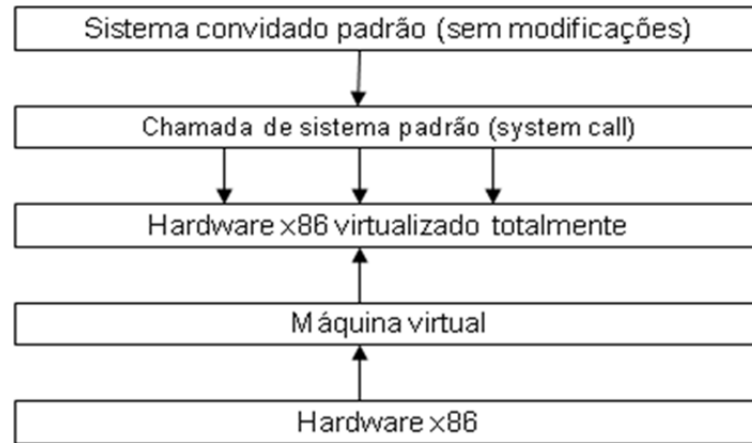 Sistema convidado padrão (sem modificações)
Chamada de sistema padrão (system call)
Hardware x86 virtualizado totalmente
Máquina virtual
Hardware x86